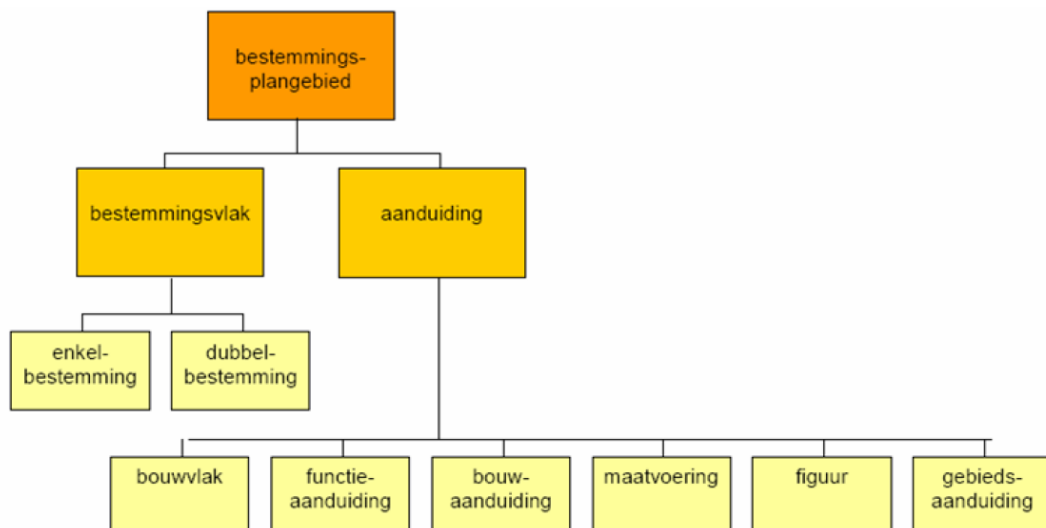 bestemmings-
plangebied
bestemmingsvlak
aanduiding
enkel-
bestemming
dubbel-
bestemming
bouwvlak
functie-
aanduiding
bouw-
aanduiding
maatvoering
figuur
gebieds-
aanduiding